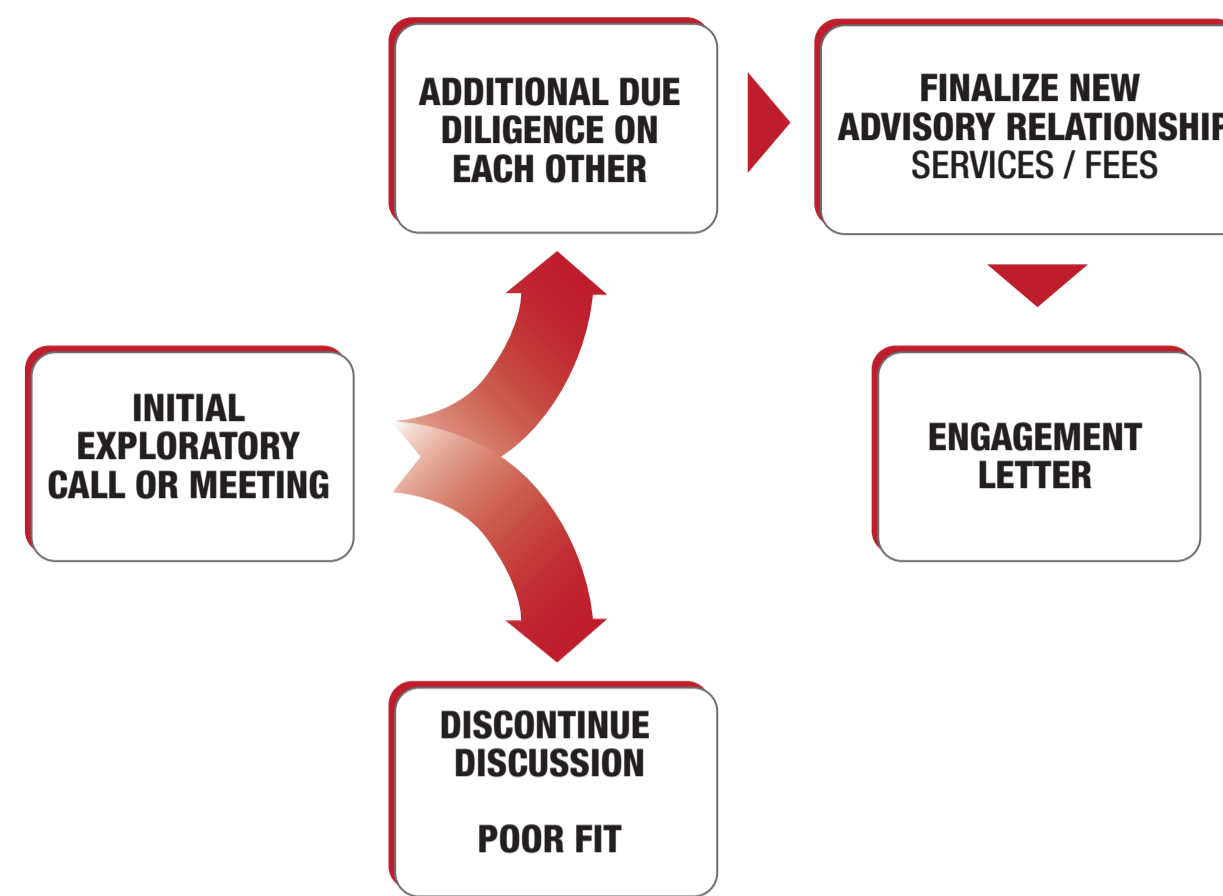 ADDITIONAL DUE
DILIGENCE ON
EACH OTHER
FINALIZE NEW
ADVISORY RELATIONSHIP
SERVICES / FEES
INITIAL
EXPLORATORY
CALL OR MEETING
ENGAGEMENT
LETTER
DISCONTINUE
DISCUSSION
POOR FIT